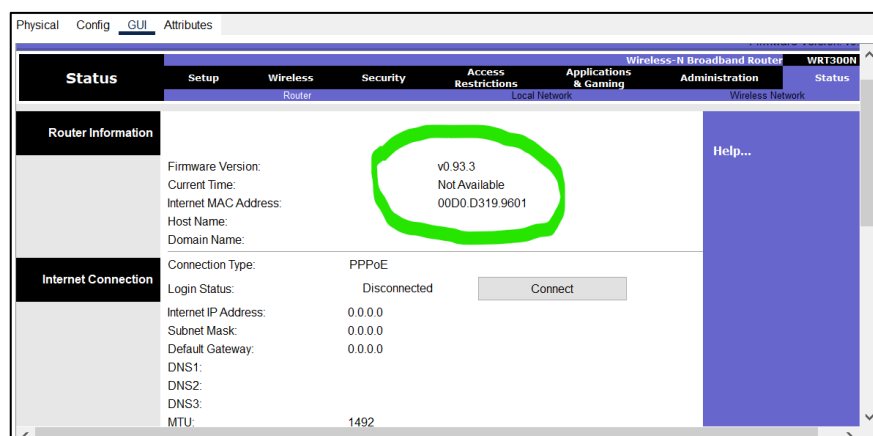 Physical Config GUI Attributes
Wireless-N Broadband Router WRT300N
Status Setup Wireless Security Access Restrictions Applications & Gaming Administration Status
Router Local Network Wireless Network
Router Information
Help...
Firmware Version: v0.93.3
Current Time: Not Available
Internet MAC Address: 00D0.D319.9601
Host Name:
Domain Name:
Internet Connection
Connection Type: PPPoE
Login Status: Disconnected Connect
Internet IP Address: 0.0.0.0
Subnet Mask: 0.0.0.0
Default Gateway: 0.0.0.0
DNS1:
DNS2:
DNS3:
MTU: 1492